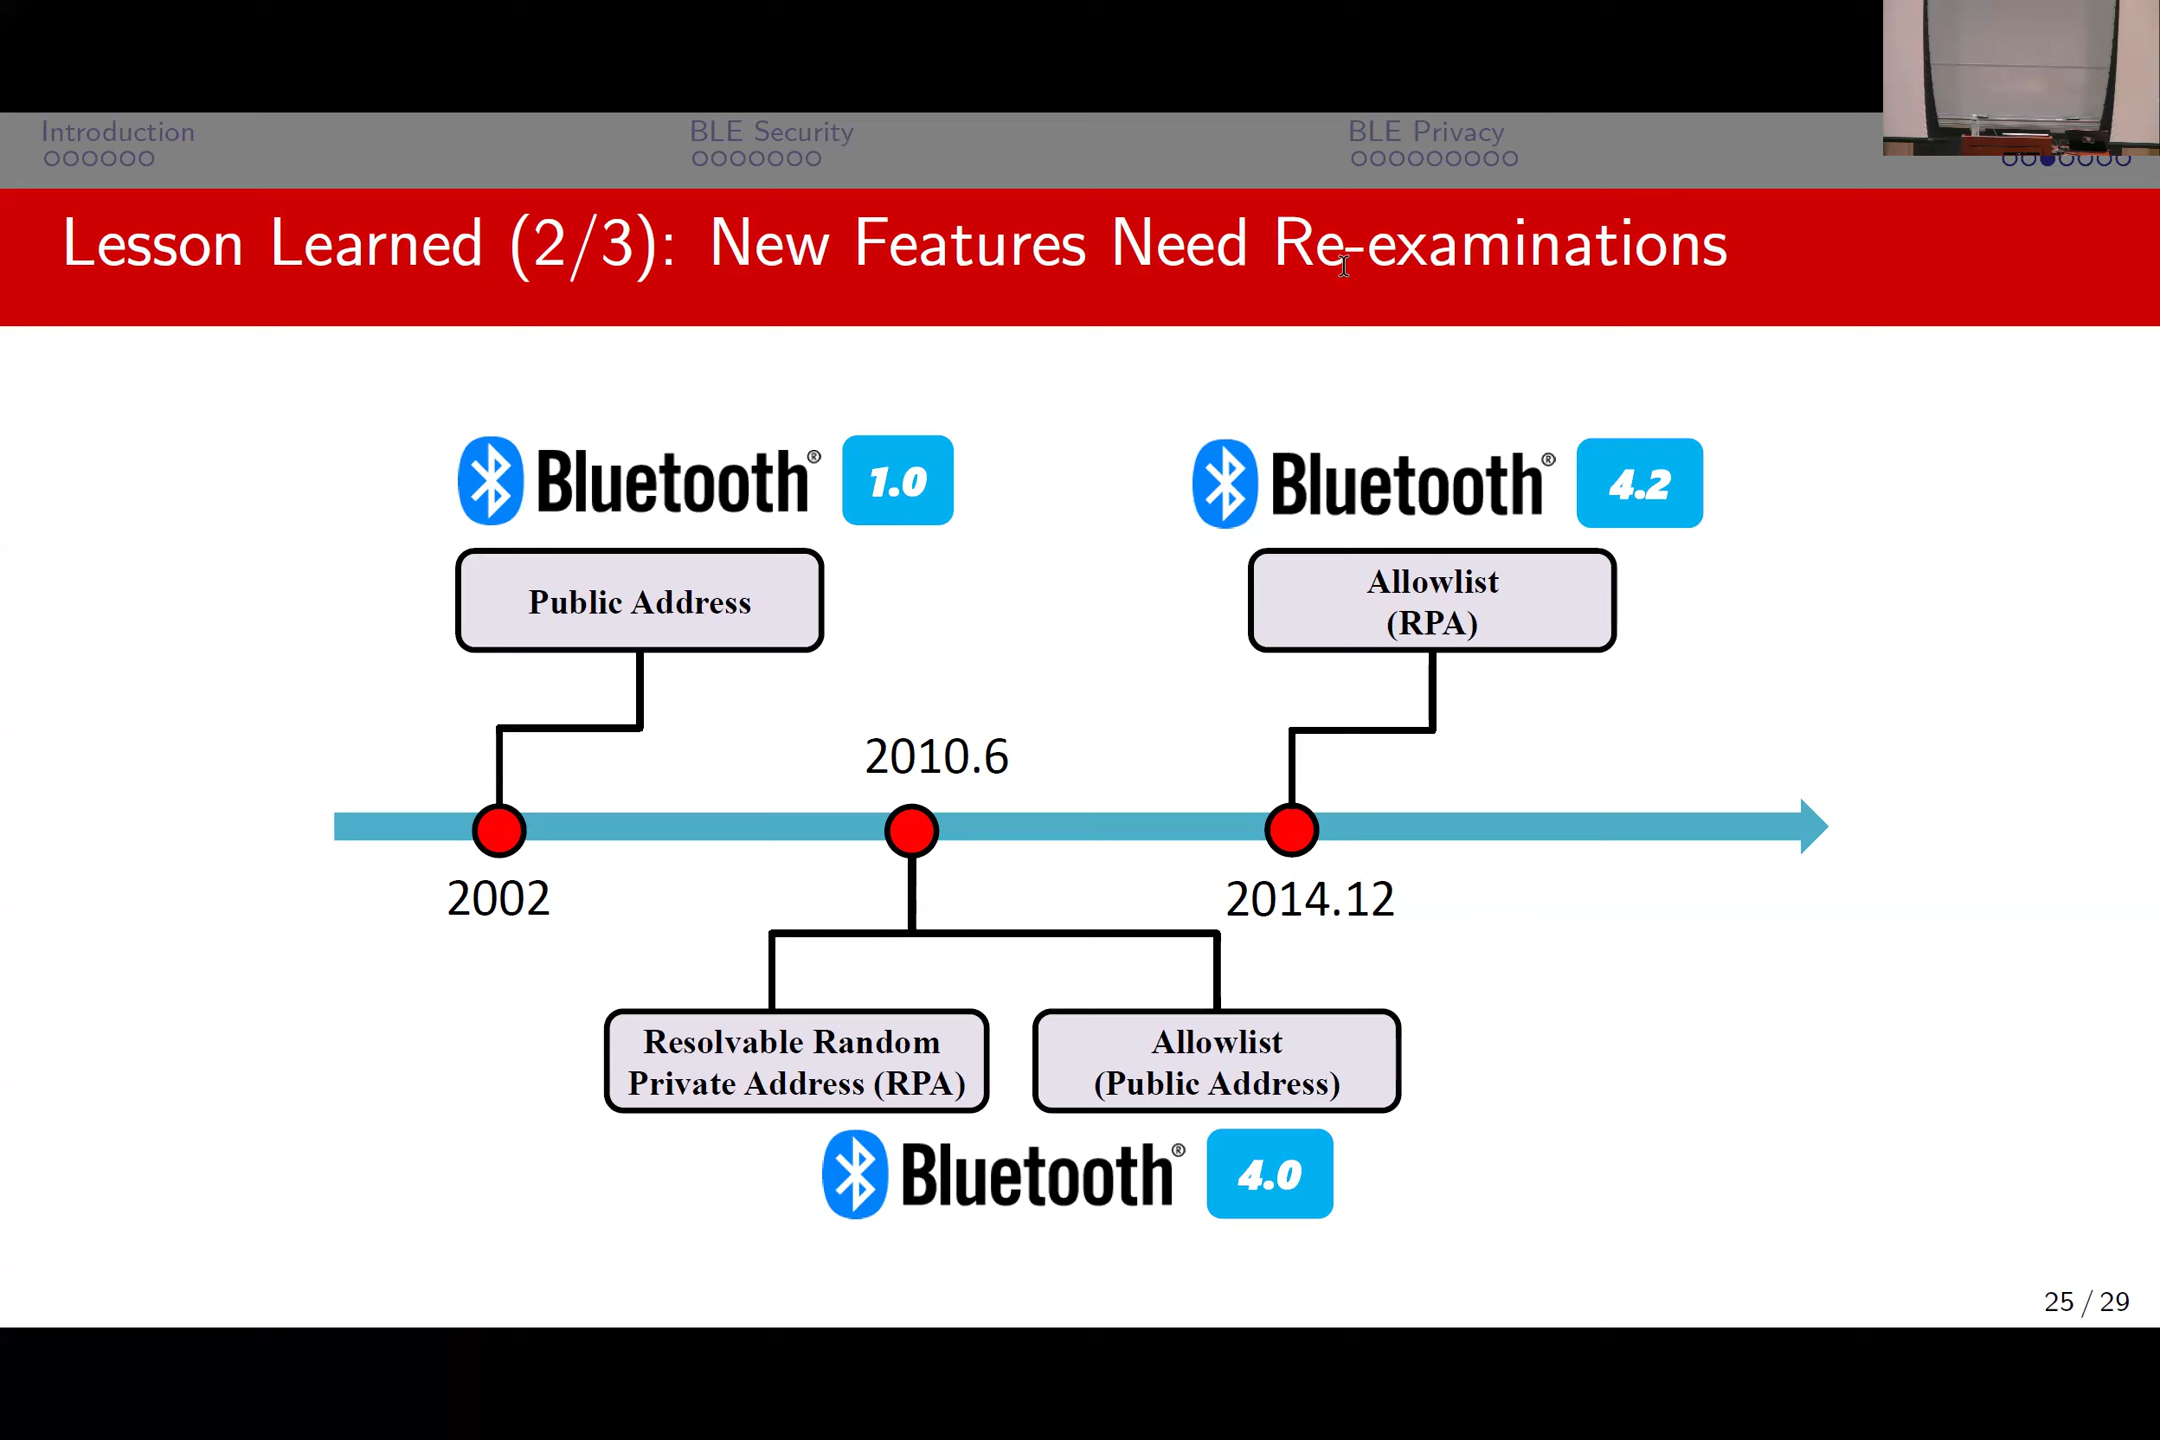 Introduction
BLE Security
BLE Privacy
Lesson Learned (2/3): New Features Need Re-examinations
Bluetooth® 1.0
Bluetooth® 4.2
Public Address
Allowlist
(RPA)
2010.6
2002
2014.12
Resolvable Random
Private Address (RPA)
Allowlist
(Public Address)
Bluetooth® 4.0
25 / 29